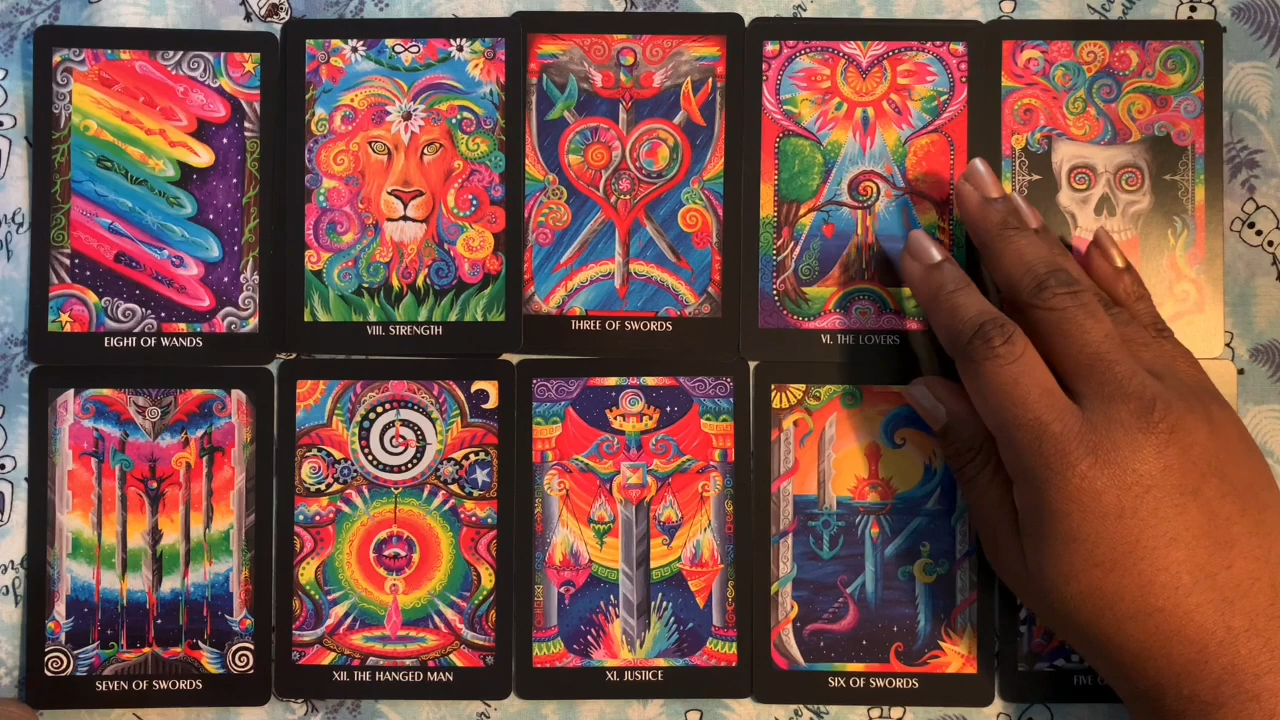 EIGHT OF WANDS
VIII. STRENGTH
THREE OF SWORDS
VI. THE LOVERS
SEVEN OF SWORDS
XII. THE HANGED MAN
XI. JUSTICE
SIX OF SWORDS
FIVE